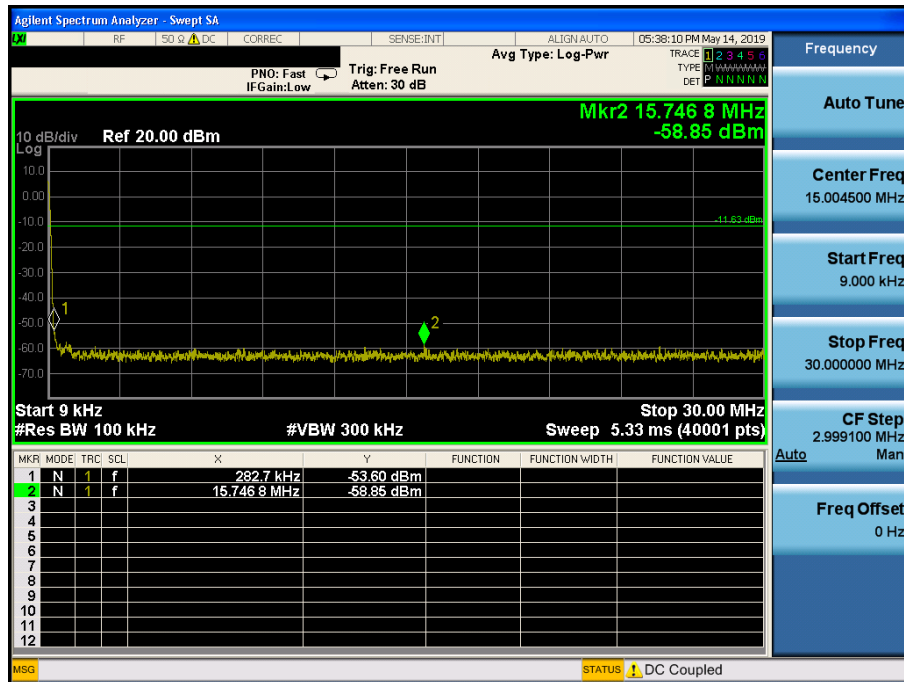 Agilent Spectrum Analyzer - Swept SA
LXI RF 50 Ω DC CORREC SENSE:INT ALIGN AUTO 05:38:10 PM May 14, 2019
Avg Type: Log-Pwr
TRACE 1 2 3 4 5 6
PNO: Fast Trig: Free Run
TYPE M WWWWW
IFGain:Low Atten: 30 dB
DET P N N N N N
Mkr2 15.746 8 MHz
-58.85 dBm
10 dB/div Ref 20.00 dBm
Log
10.0
0.00
-10.0
-11.63 dBm
-20.0
-30.0
-40.0
1
-50.0
2
-60.0
-70.0
Start 9 kHz Stop 30.00 MHz
#Res BW 100 kHz #VBW 300 kHz Sweep 5.33 ms (40001 pts)
MKR MODE TRC SCL X Y FUNCTION FUNCTION WIDTH FUNCTION VALUE
1 N 1 f 282.7 kHz -53.60 dBm
2 N 1 f 15.746 8 MHz -58.85 dBm
3
4
5
6
7
8
9
10
11
12
MSG STATUS DC Coupled
Frequency
Auto Tune
Center Freq
15.004500 MHz
Start Freq
9.000 kHz
Stop Freq
30.000000 MHz
CF Step
2.999100 MHz
Auto Man
Freq Offset
0 Hz